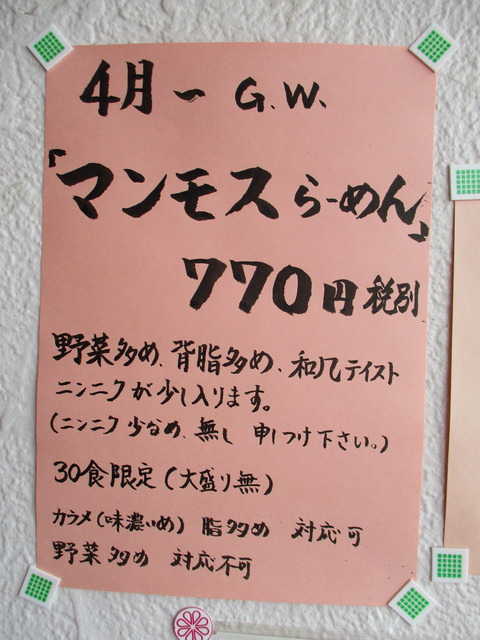 4月〜G.W.
「マンモスらーめん」
770円税別
野菜多め、背脂多め、和風テイスト
ニンニクが少し入ります。
(ニンニク少なめ、無し 申しつけ下さい。)
30食限定(大盛り無)
カラメ(味濃いめ) 脂多め 対応可
野菜多め 対応不可